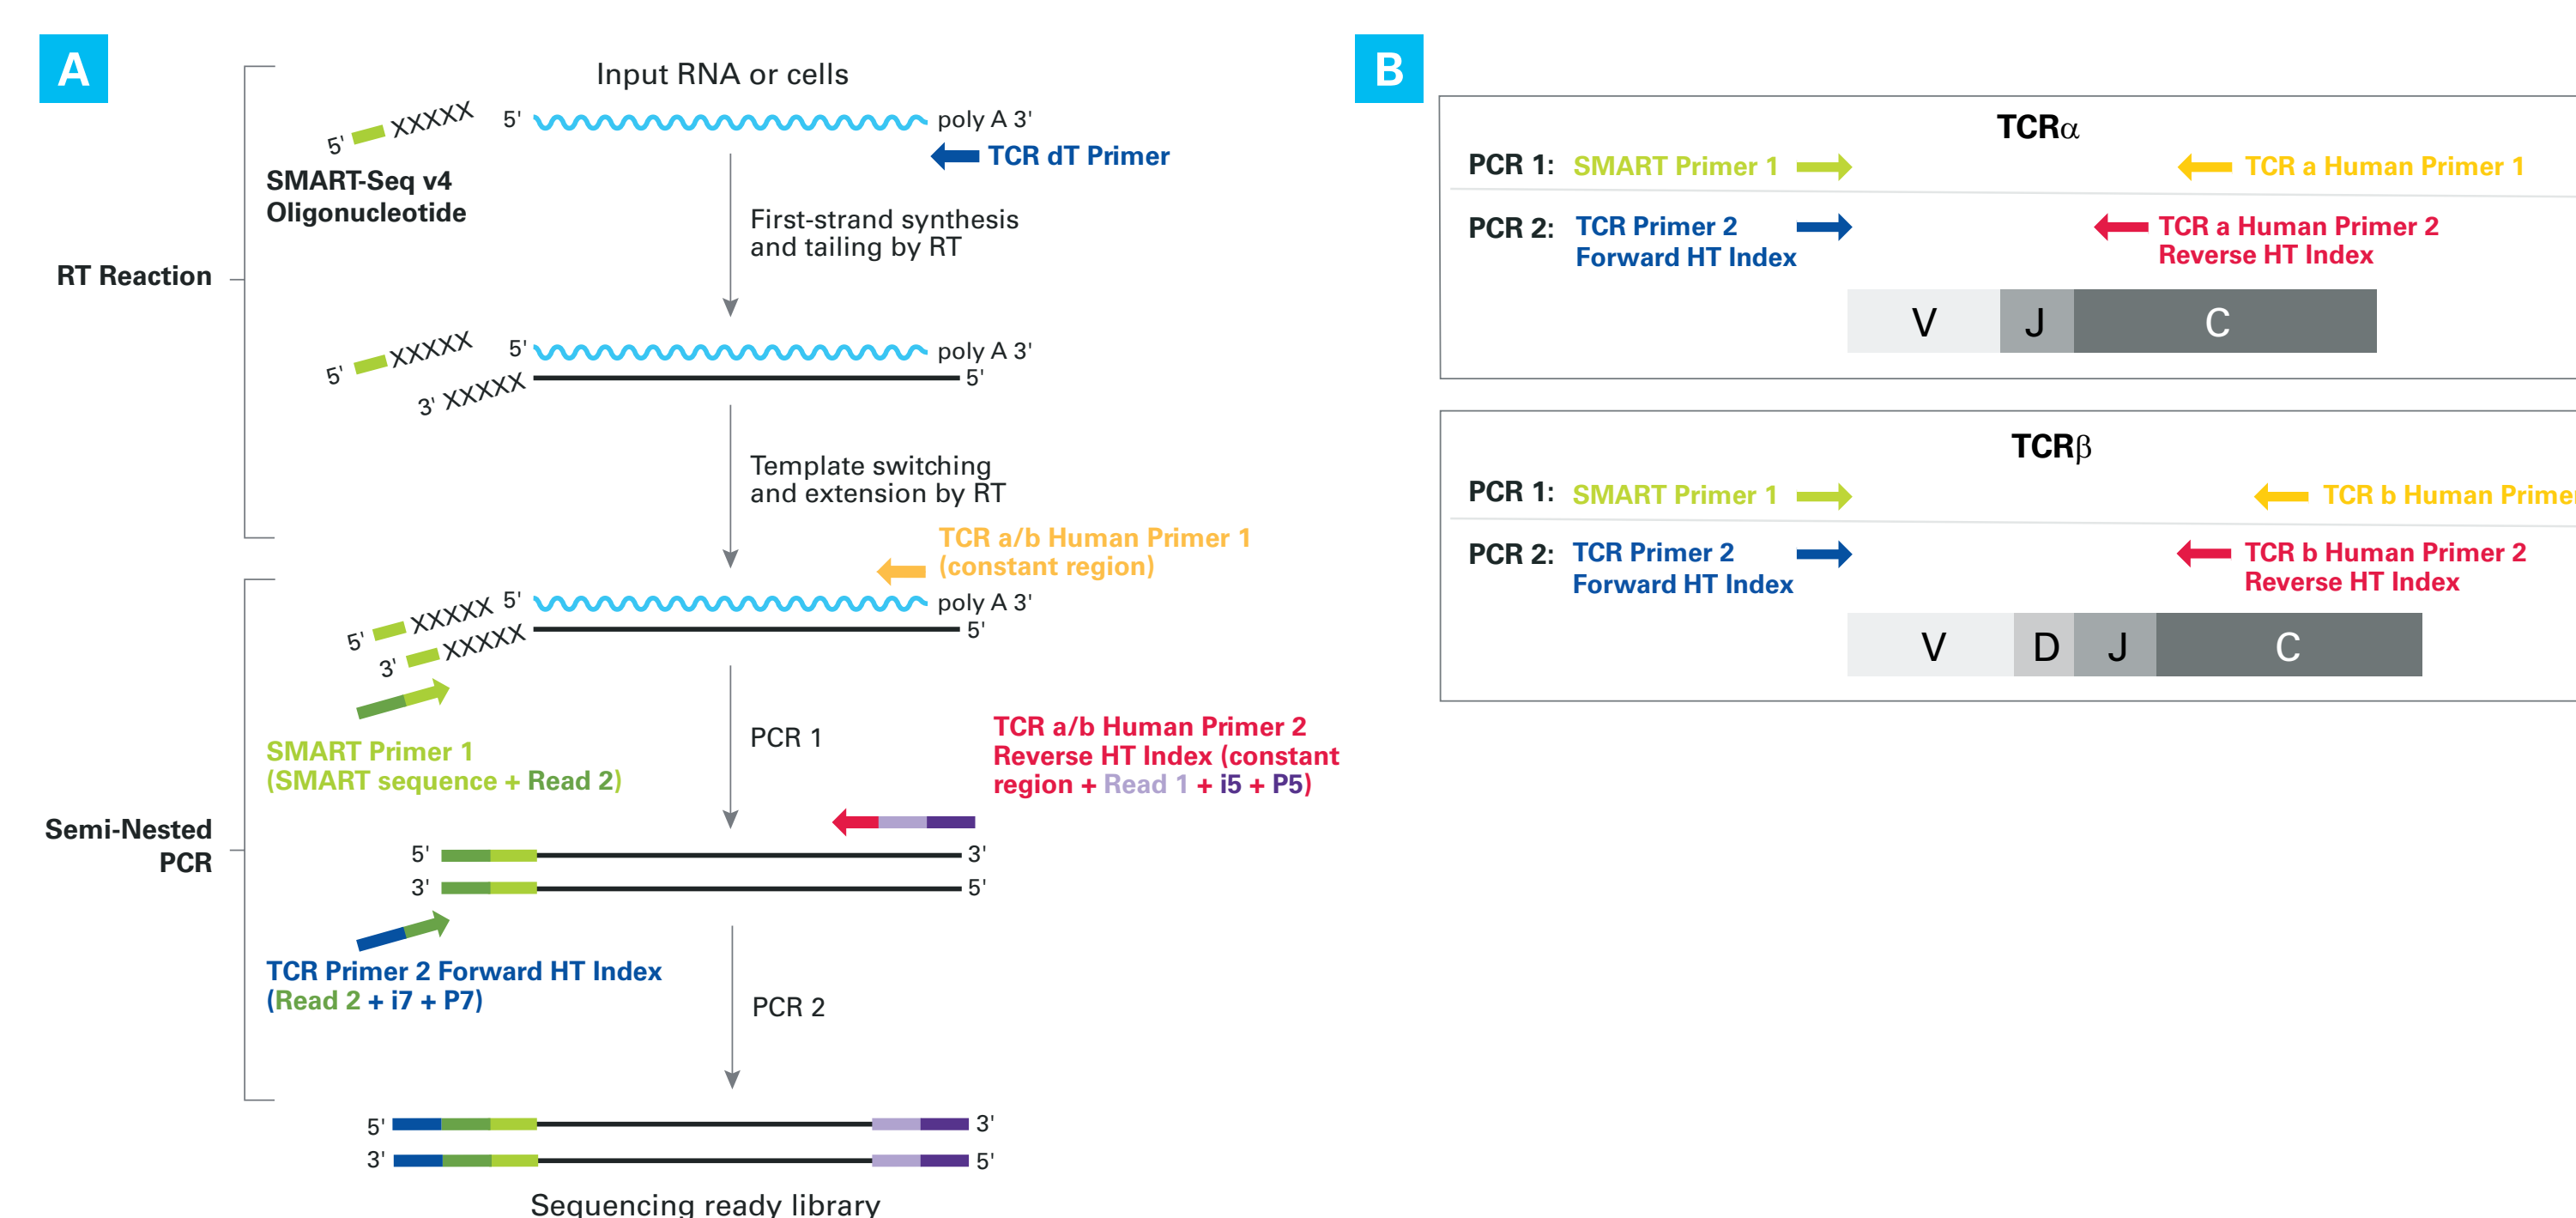 A
Input RNA or cells
5' XXXXX
5'
poly A 3'
TCR dT Primer
SMART-Seq v4
Oligonucleotide
First-strand synthesis
and tailing by RT
RT Reaction
5' XXXXX
5'
poly A 3'
3' XXXXX
5'
Template switching
and extension by RT
TCR a/b Human Primer 1
(constant region)
5' XXXXX
5'
poly A 3'
3' XXXXX
5'
SMART Primer 1
(SMART sequence + Read 2)
PCR 1
TCR a/b Human Primer 2
Reverse HT Index (constant
region + Read 1 + i5 + P5)
Semi-Nested
PCR
5' 3'
3' 5'
TCR Primer 2 Forward HT Index
(Read 2 + i7 + P7)
PCR 2
5' 3'
3' 5'
Sequencing ready library
B
TCRα
PCR 1: SMART Primer 1 TCR a Human Primer 1
PCR 2: TCR Primer 2
Forward HT Index
TCR a Human Primer 2
Reverse HT Index
V J C
TCRβ
PCR 1: SMART Primer 1 TCR b Human Prime
PCR 2: TCR Primer 2
Forward HT Index
TCR b Human Primer 2
Reverse HT Index
V D J C